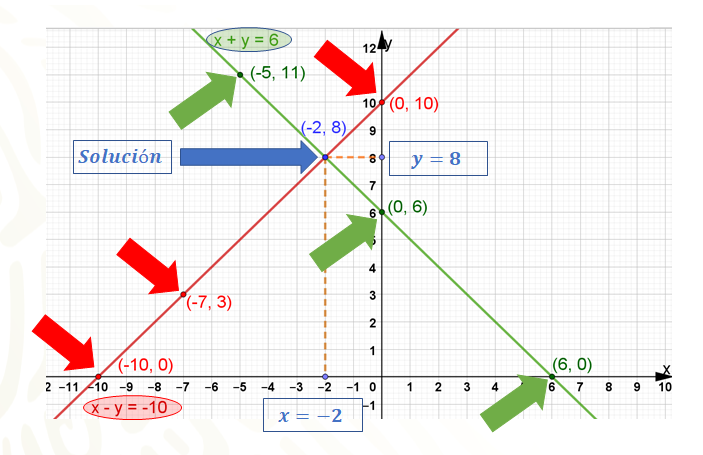 x + y = 6
12
y
(-5, 11)
10
(0, 10)
9
(-2, 8)
Solución
8
y = 8
7
6
(0, 6)
5
4
3
(-7, 3)
2
1
(-10, 0)
(6, 0)
x
2 −11 −10 −9 −8 −7 −6 −5 −4 −3 −2 −1 0 1 2 3 4 5 6 7 8 9 10
x - y = -10
x = −2
−1